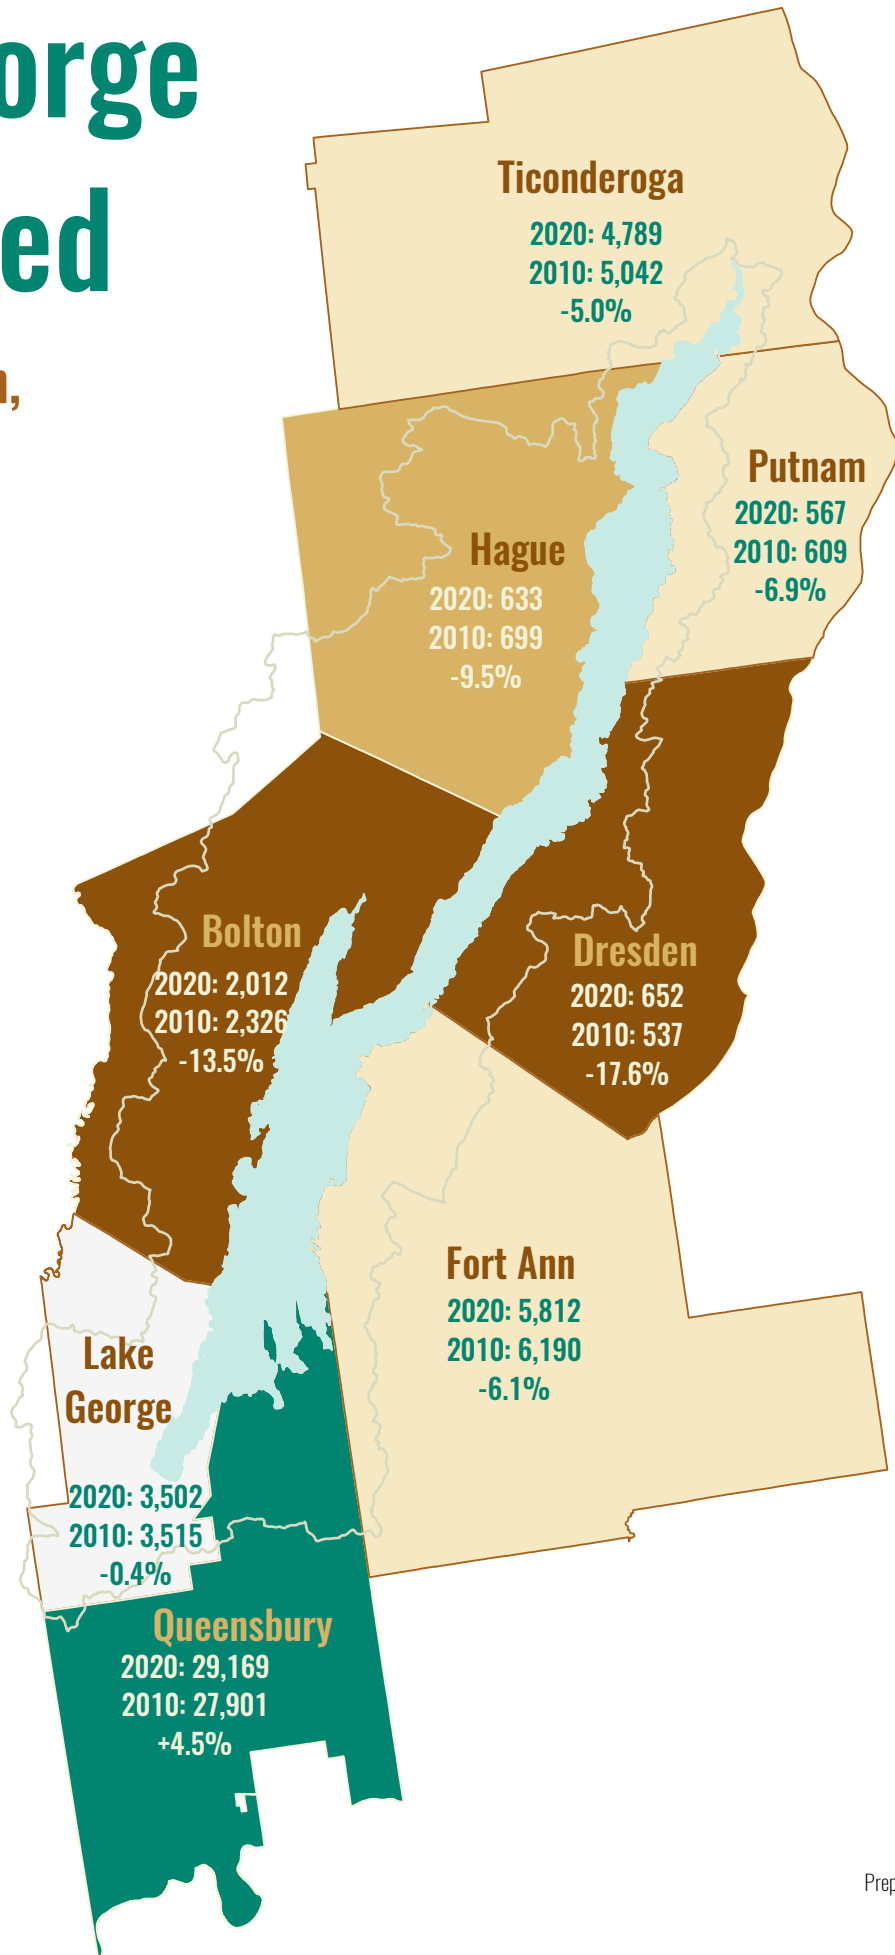 orge
ed
n,
Ticonderoga
2020: 4,789
2010: 5,042
-5.0%
Putnam
2020: 567
2010: 609
-6.9%
Hague
2020: 633
2010: 699
-9.5%
Bolton
2020: 2,012
2010: 2,326
-13.5%
Dresden
2020: 652
2010: 537
-17.6%
Fort Ann
2020: 5,812
2010: 6,190
-6.1%
Lake
George
2020: 3,502
2010: 3,515
-0.4%
Queensbury
2020: 29,169
2010: 27,901
+4.5%
Prep